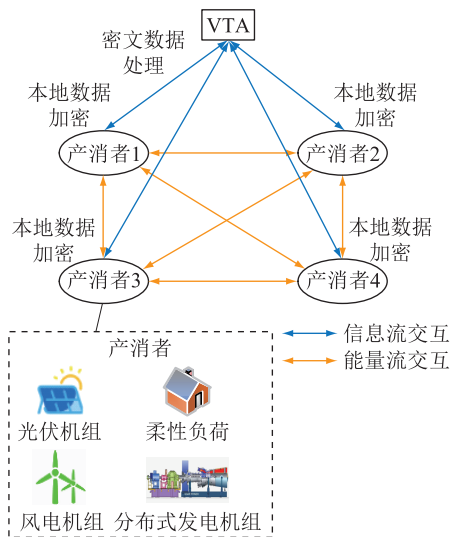 VTA
密文数据
处理
本地数据
加密
本地数据
加密
产消者1
产消者2
本地数据
加密
本地数据
加密
产消者3
产消者4
信息流交互
能量流交互
产消者
光伏机组
柔性负荷
风电机组
分布式发电机组